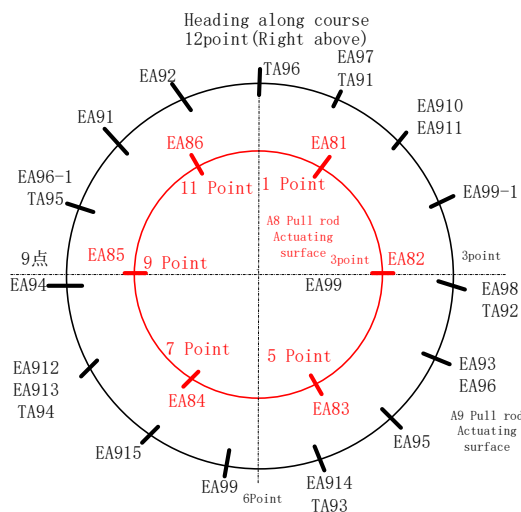 Heading along course
12point(Right above)
EA92
TA96
EA97
TA91
EA91
EA910
EA911
EA86
EA81
EA96-1
TA95
11 Point
1 Point
EA99-1
A8 Pull rod
Actuating
surface
9点
EA85
9 Point
3point
EA82
3point
EA94
EA99
EA98
TA92
7 Point
5 Point
EA912
EA913
TA94
EA93
EA96
EA84
EA83
A9 Pull rod
Actuating
surface
EA915
EA95
EA99
6Point
EA914
TA93